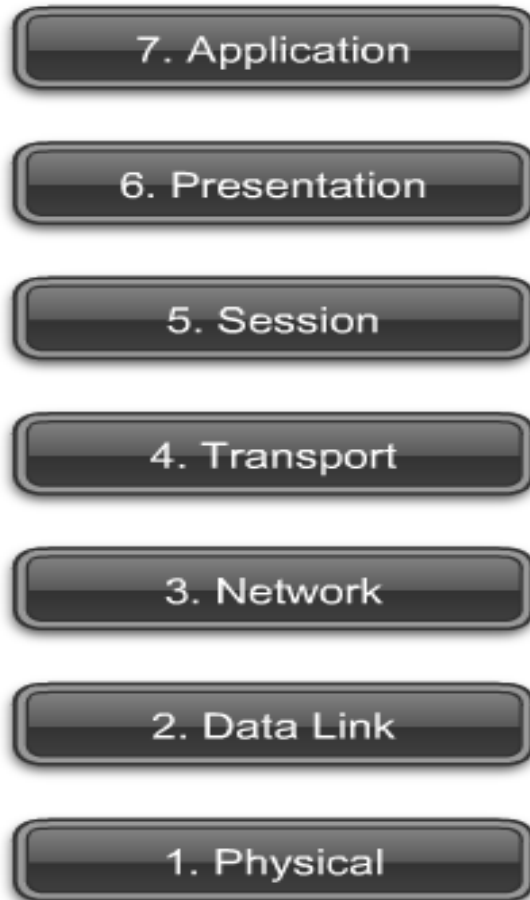 7. Application
6. Presentation
5. Session
4. Transport
3. Network
2. Data Link
1. Physical